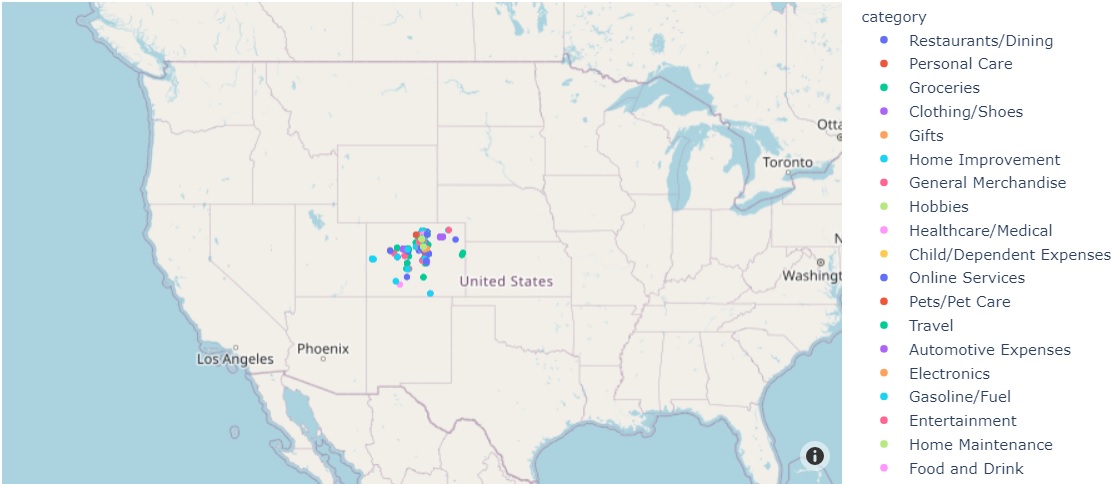 category
Restaurants/Dining
Personal Care
Groceries
Clothing/Shoes
Gifts
Home Improvement
General Merchandise
Hobbies
Healthcare/Medical
Child/Dependent Expenses
Online Services
Pets/Pet Care
Travel
Automotive Expenses
Electronics
Gasoline/Fuel
Entertainment
Home Maintenance
Food and Drink
Otta
Toronto
N
Washingt
United States
Phoenix
Los Angeles
i